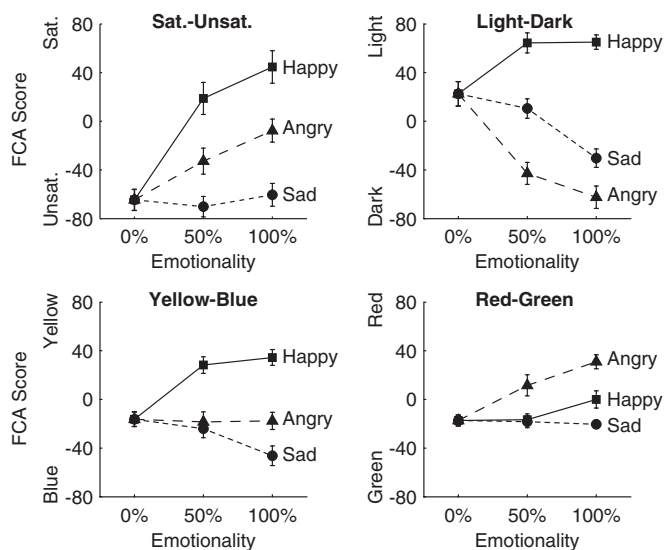 Sat.-Unsat.
Sat.
80
40
0
-40
-80
FCA Score
Unsat.
Happy
Angry
Sad
0% 50% 100%
Emotionality
Light-Dark
Light
80
40
0
-40
-80
Dark
Happy
Sad
Angry
0% 50% 100%
Emotionality
Yellow-Blue
Yellow
80
40
0
-40
-80
FCA Score
Blue
Happy
Angry
Sad
0% 50% 100%
Emotionality
Red-Green
Red
80
40
0
-40
-80
Green
Angry
Happy
Sad
0% 50% 100%
Emotionality